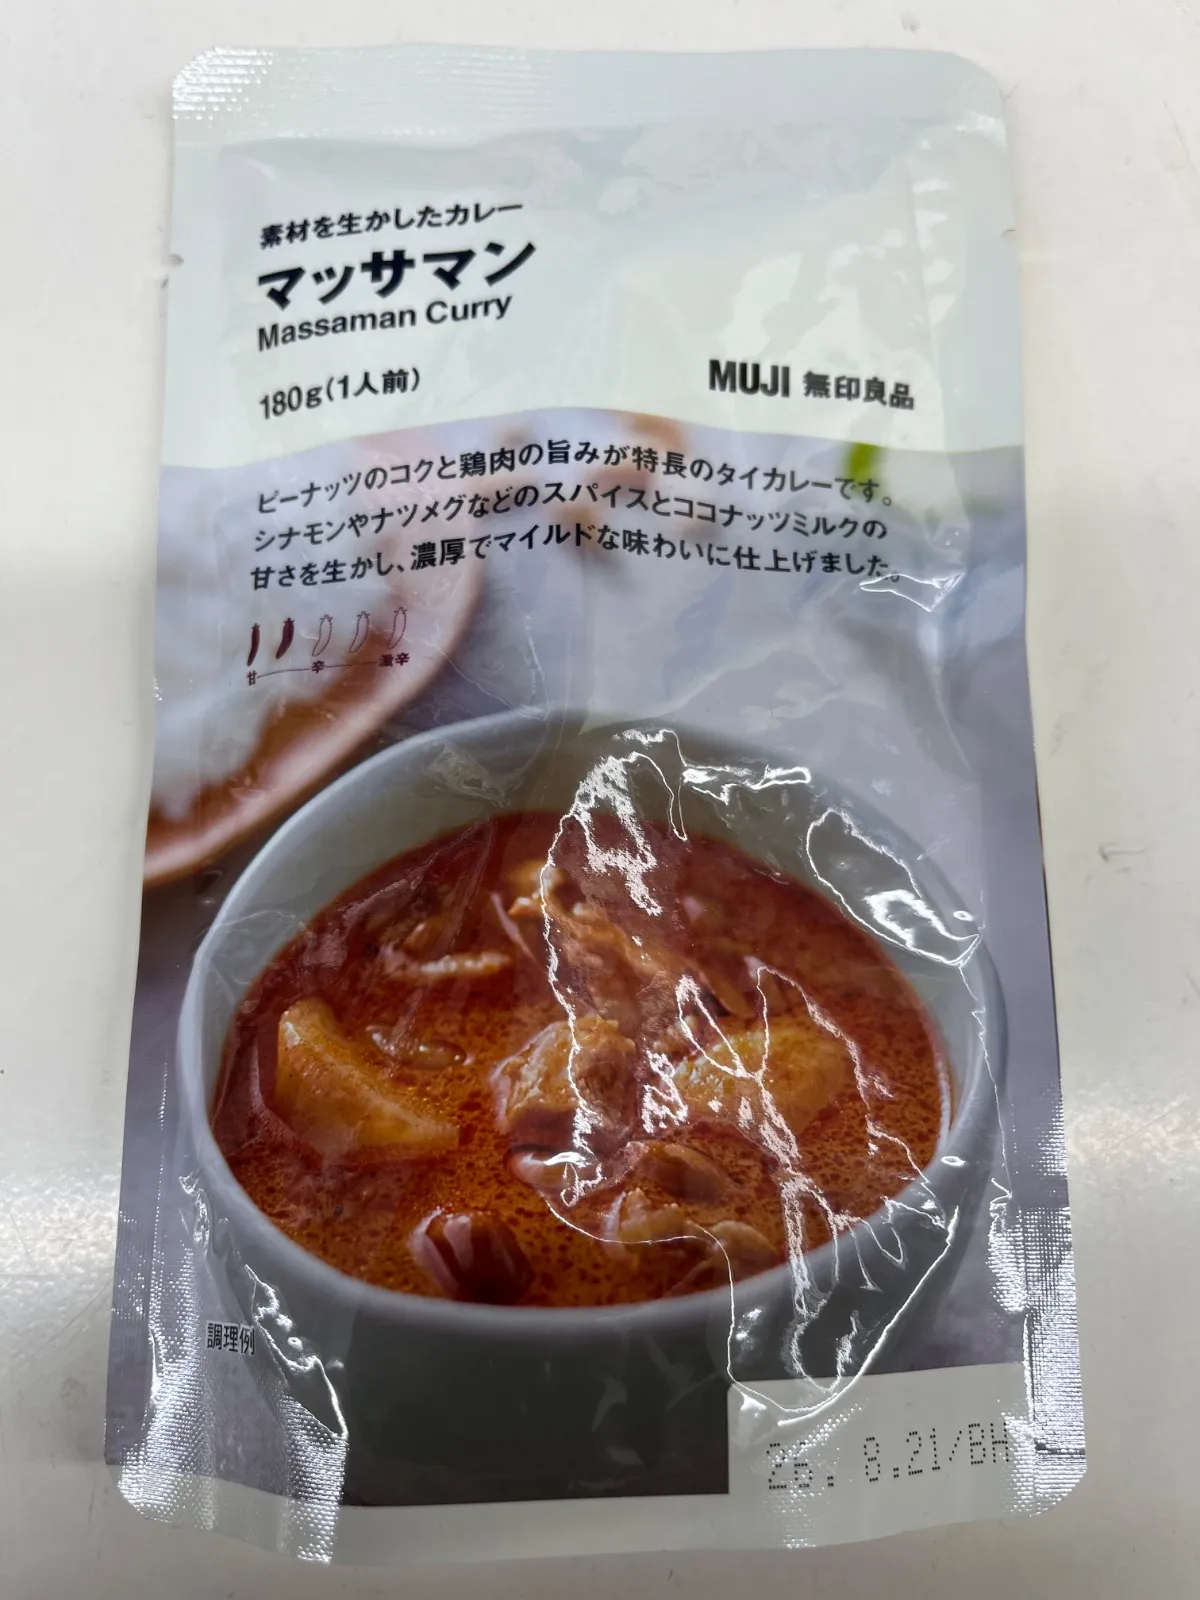 素材を生かしたカレー
マッサマン
Massaman Curry
180g(1人前)
MUJI 無印良品
ピーナッツのコクと鶏肉の旨みが特長のタイカレーです。
シナモンやナツメグなどのスパイスとココナッツミルクの
甘さを生かし、濃厚でマイルドな味わいに仕上げました。
甘 辛 激辛
調理例
26. 8.21/BH